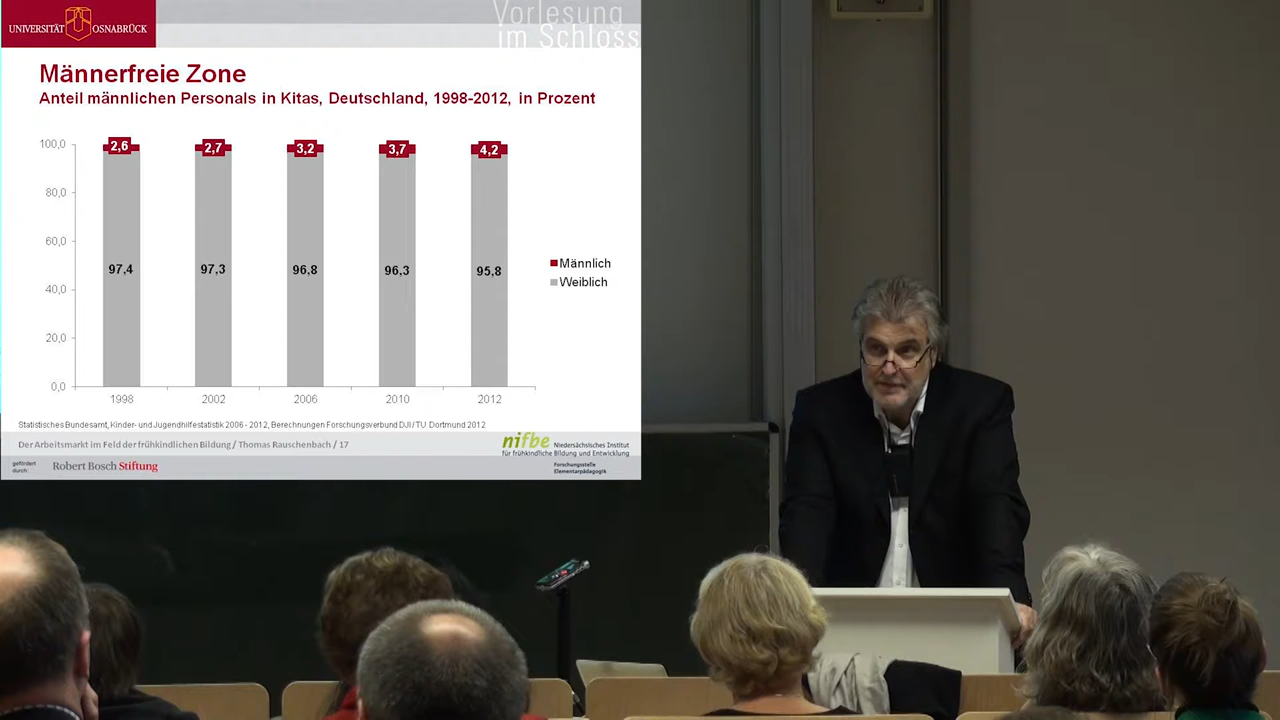 UNIVERSITÄT OSNABRÜCK
Vorlesung
im Schloss
Männerfreie Zone
Anteil männlichen Personals in Kitas, Deutschland, 1998-2012, in Prozent
100,0
80,0
60,0
40,0
20,0
0,0
2,6 2,7 3,2 3,7 4,2
97,4 97,3 96,8 96,3 95,8
Männlich
Weiblich
1998 2002 2006 2010 2012
Statistisches Bundesamt, Kinder- und Jugendhilfestatistik 2006 - 2012, Berechnungen Forschungsverbund DJI/TU Dortmund 2012
Der Arbeitsmarkt im Feld der frühkindlichen Bildung / Thomas Rauschenbach / 17
gefördert
durch:
Robert Bosch Stiftung
nifbe Niedersächsisches Institut
für frühkindliche Bildung und Entwicklung
Forschungsstelle
Elementarpädagogik